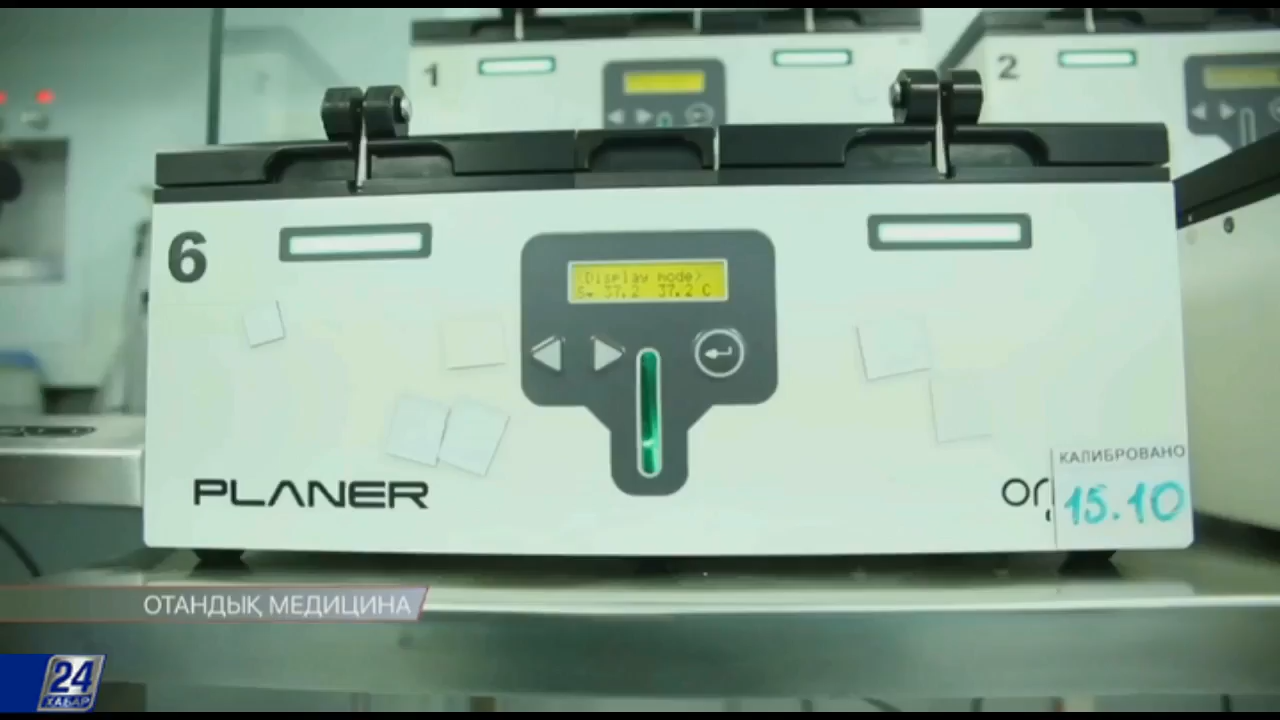 1
2
6
<Display mode>
37.2 37.2 C
PLANER
КАЛИБРОВАНО
15.10
ОТАНДЫҚ МЕДИЦИНА
24
ХАБАР